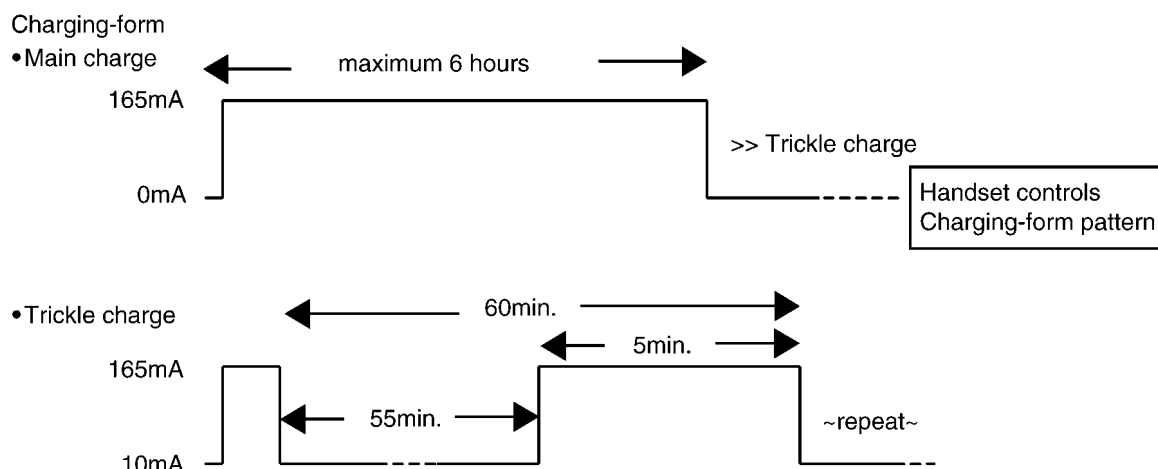 Charging-form
•Main charge
maximum 6 hours
165mA
>> Trickle charge
0mA
Handset controls
Charging-form pattern
•Trickle charge
60min.
5min.
165mA
55min.
~repeat~
10mA